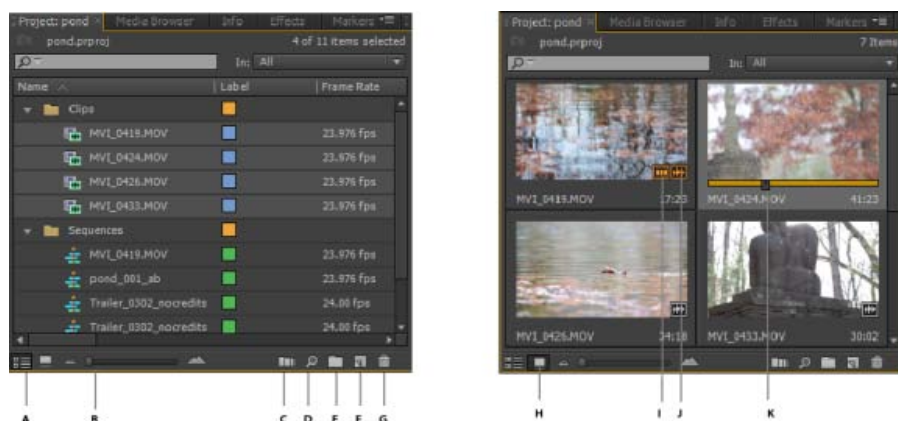 Project: pond × Media Browser Info Effects Markers
pond.prproj 4 of 11 items selected
In: All
Name Label Frame Rate
Clips
MVI_0419.MOV 23.976 fps
MVI_0424.MOV 23.976 fps
MVI_0426.MOV 23.976 fps
MVI_0433.MOV 23.976 fps
Sequences
MVI_0419.MOV 23.976 fps
pond_001_ab 23.976 fps
Trailer_0302_nocredits 24.00 fps
Trailer_0302_nocredits 24.00 fps
A B C D E F G
Project: pond × Media Browser Info Effects Markers
pond.prproj 7 Items
In: All
MVI_0419.MOV 17:23
MVI_0424.MOV 41:23
MVI_0426.MOV 34:18
MVI_0433.MOV 30:02
H I J K